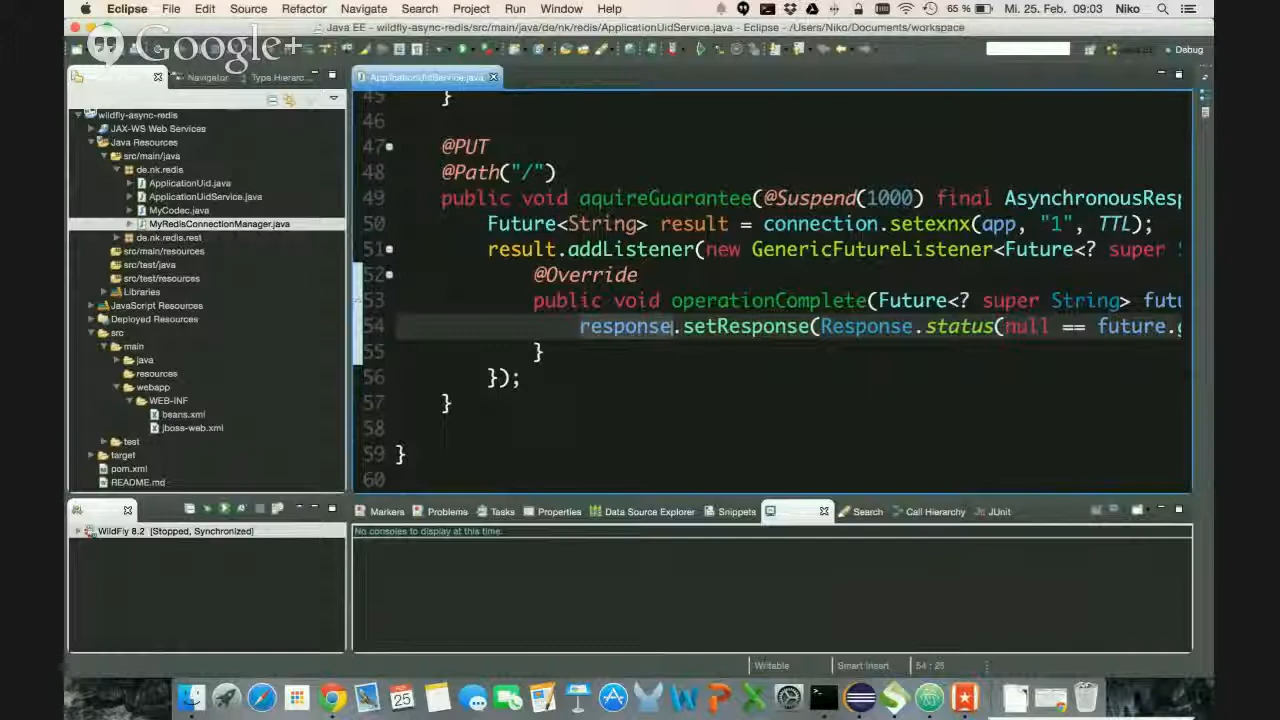 Eclipse File Edit Source Refactor Navigate Search Project Run Window Help 65 % Mi. 25. Feb. 09:03 Niko
Java EE - wildfly-async-redis/src/main/java/de/nk/redis/ApplicationUidService.java - Eclipse - /Users/Niko/Documents/workspace
Google+
Debug
Navigator Type Hierarc
ApplicationUidService.java
wildfly-async-redis
JAX-WS Web Services
Java Resources
src/main/java
de.nk.redis
ApplicationUid.java
ApplicationUidService.java
MyCodec.java
MyRedisConnectionManager.java
de.nk.redis.rest
src/main/resources
src/test/java
src/test/resources
Libraries
JavaScript Resources
Deployed Resources
src
main
java
resources
webapp
WEB-INF
beans.xml
jboss-web.xml
test
target
pom.xml
README.md
45 }
46
47 @PUT
48 @Path("/")
49 public void aquireGuarantee(@Suspend(1000) final AsynchronousResp
50 Future<String> result = connection.setexnx(app, "1", TTL);
51 result.addListener(new GenericFutureListener<Future<? super S
52 @Override
53 public void operationComplete(Future<? super String> futu
54 response.setResponse(Response.status(null == future.g
55 }
56 });
57 }
58
59 }
60
WildFly 8.2 [Stopped, Synchronized]
Markers Problems Tasks Properties Data Source Explorer Snippets Search Call Hierarchy JUnit
No consoles to display at this time.
Writable Smart Insert 54 : 25
25